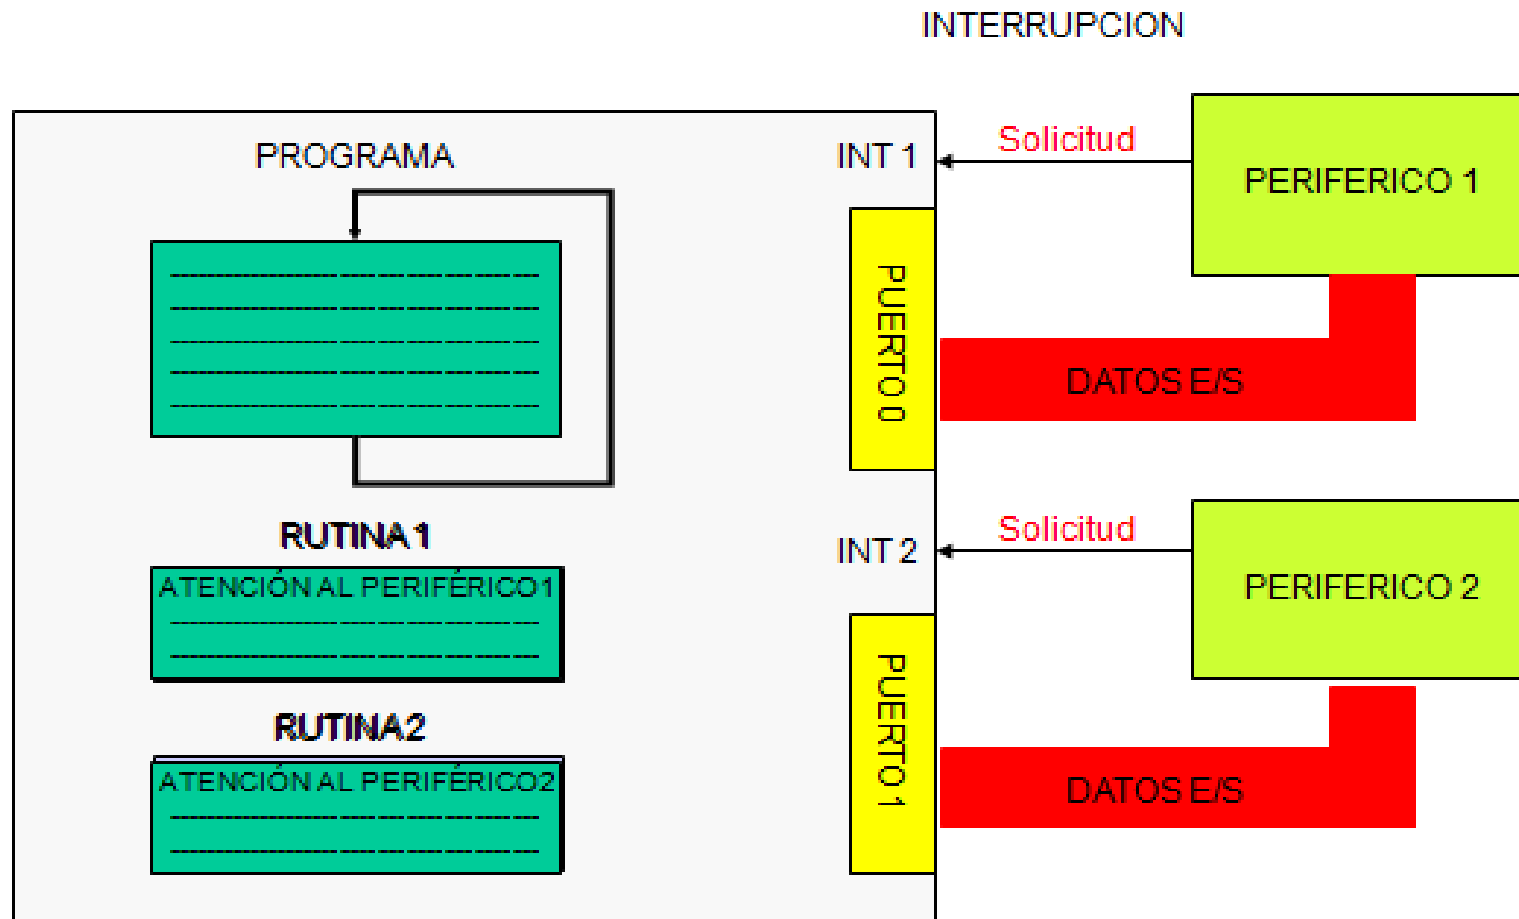 INTERRUPCION
PROGRAMA
INT 1
Solicitud
PERIFERICO 1
PUERTO 0
DATOS E/S
RUTINA 1
ATENCIÓN AL PERIFÉRICO1
INT 2
Solicitud
PERIFERICO 2
PUERTO 1
DATOS E/S
RUTINA2
ATENCIÓN AL PERIFÉRICO2